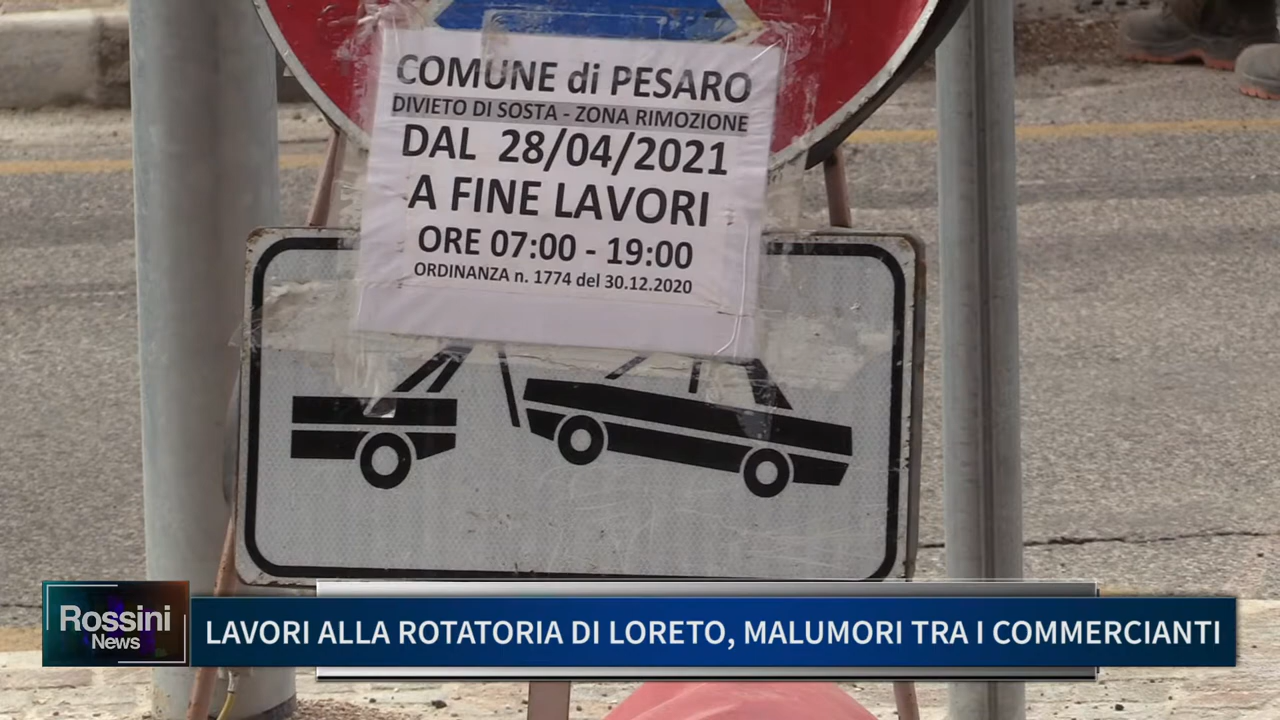 COMUNE di PESARO
DIVIETO DI SOSTA - ZONA RIMOZIONE
DAL 28/04/2021
A FINE LAVORI
ORE 07:00 - 19:00
ORDINANZA n. 1774 del 30.12.2020
Rossini
News
LAVORI ALLA ROTATORIA DI LORETO, MALUMORI TRA I COMMERCIANTI